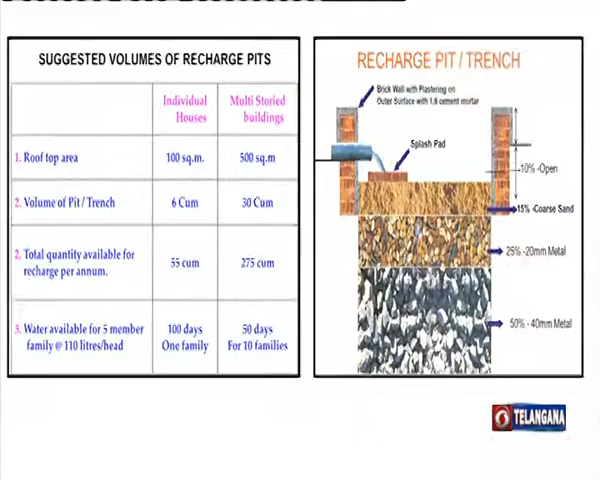 SUGGESTED VOLUMES OF RECHARGE PITS
Individual Houses
Multi Storied buildings
1. Roof top area
100 sq.m.
500 sq.m
2. Volume of Pit / Trench
6 Cum
30 Cum
2. Total quantity available for
recharge per annum.
55 cum
275 cum
3. Water available for 5 member
family @ 110 litres/head
100 days
One family
50 days
For 10 families
RECHARGE PIT / TRENCH
Brick Wall with Plastering on
Outer Surface with 1.6 cement mortar
Splash Pad
10% -Open
15% -Coarse Sand
25% -20mm Metal
50% - 40mm Metal
TELANGANA